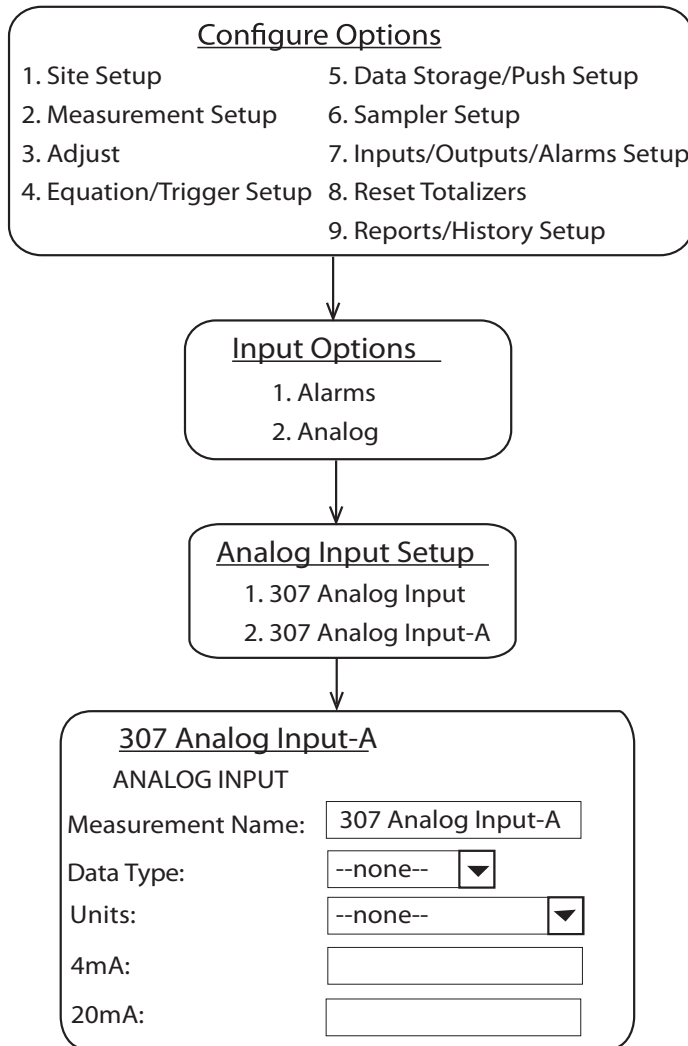 Configure Options
1. Site Setup
2. Measurement Setup
3. Adjust
4. Equation/Trigger Setup
5. Data Storage/Push Setup
6. Sampler Setup
7. Inputs/Outputs/Alarms Setup
8. Reset Totalizers
9. Reports/History Setup
Input Options
1. Alarms
2. Analog
Analog Input Setup
1. 307 Analog Input
2. 307 Analog Input-A
307 Analog Input-A
ANALOG INPUT
Measurement Name: 307 Analog Input-A
Data Type: --none--
Units: --none--
4mA:
20mA: